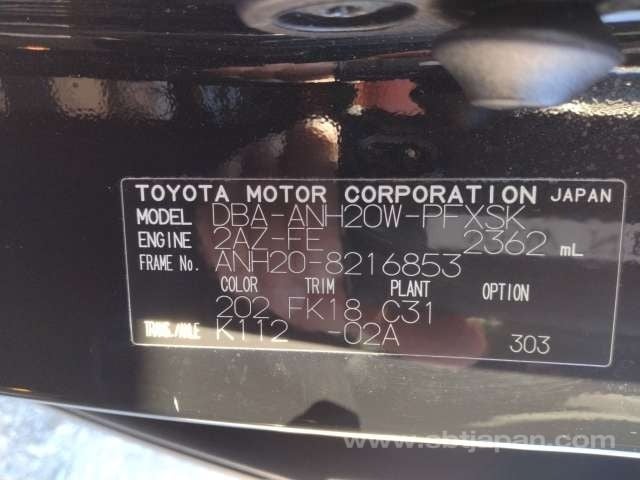 TOYOTA MOTOR CORPORATION JAPAN
MODEL DBA-ANH20W-PFXSK
ENGINE 2AZ-FE 2362 mL
FRAME No. ANH20-8216853
COLOR TRIM PLANT OPTION
202 FK18 C31
TRANS./AXLE K112 -02A 303
www.sbtjapan.com